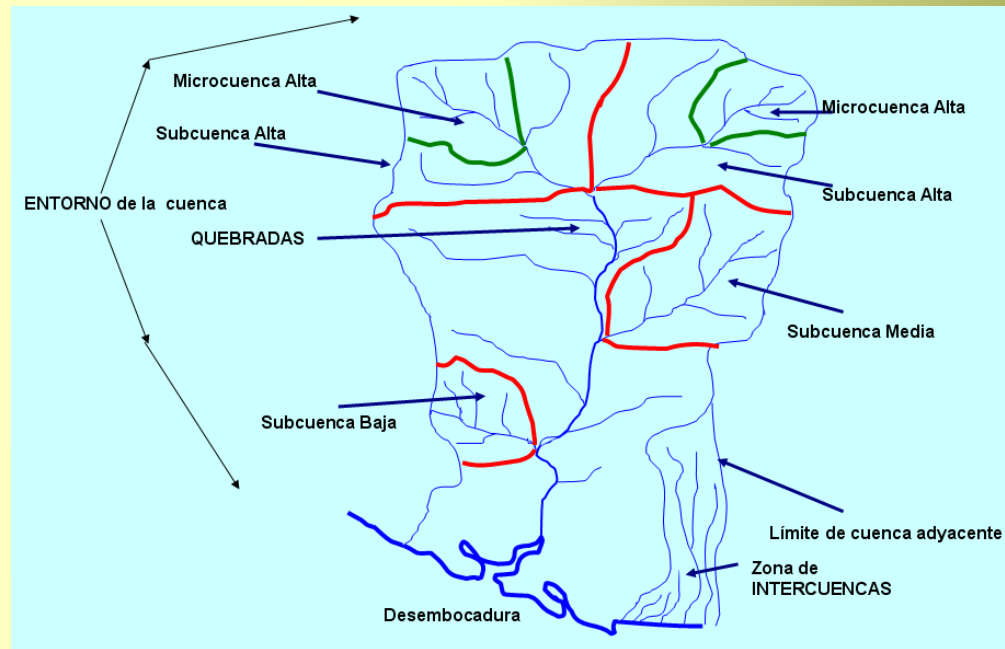 Microcuenca Alta
Microcuenca Alta
Subcuenca Alta
Subcuenca Alta
ENTORNO de la cuenca
QUEBRADAS
Subcuenca Media
Subcuenca Baja
Límite de cuenca adyacente
Zona de
INTERCUENCAS
Desembocadura